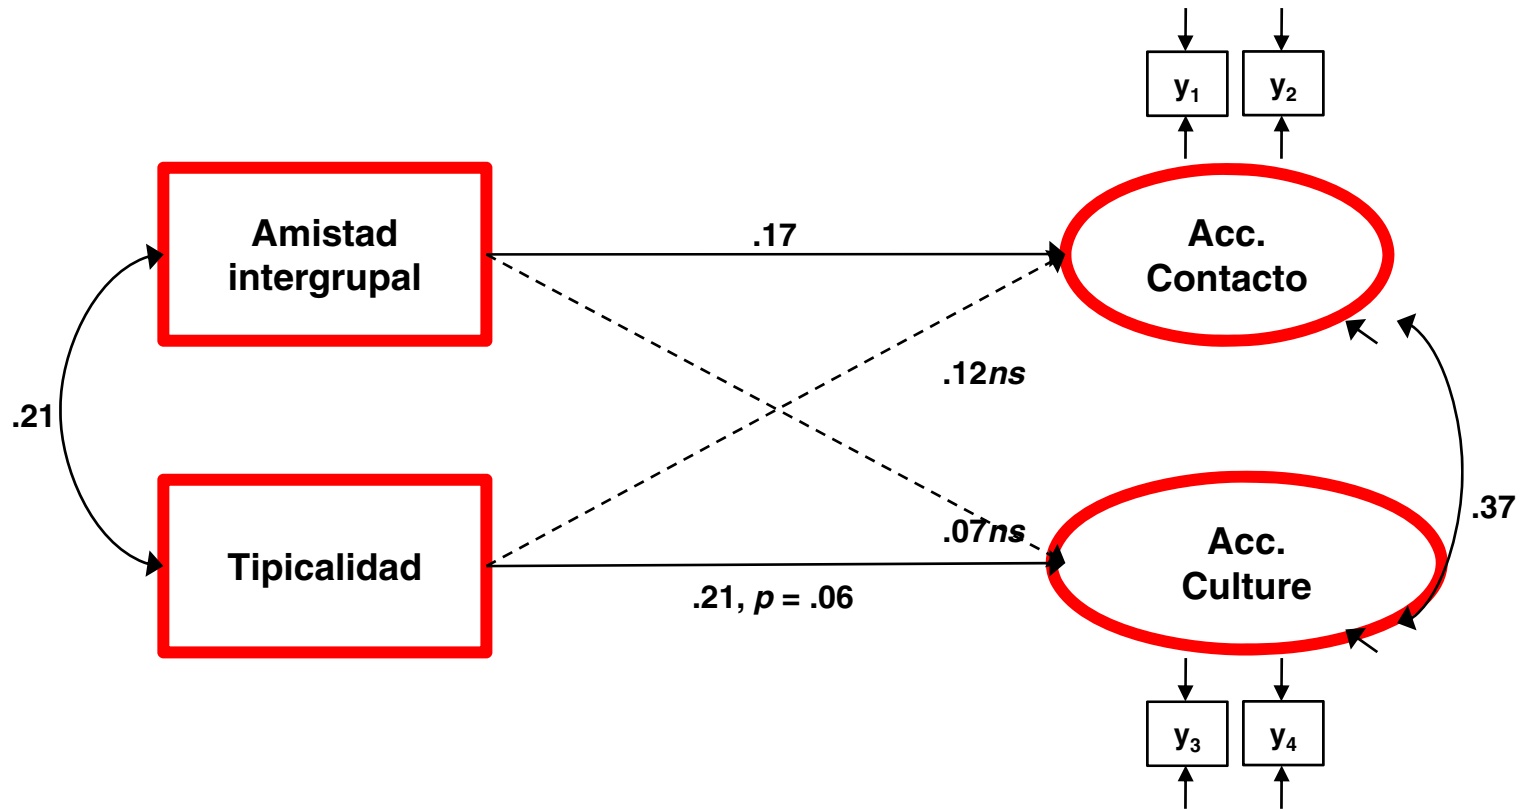 y₁
y₂
Amistad
intergrupal
.17
Acc.
Contacto
.12ns
.21
.37
.07ns
Tipicalidad
.21, p = .06
Acc.
Culture
y₃
y₄